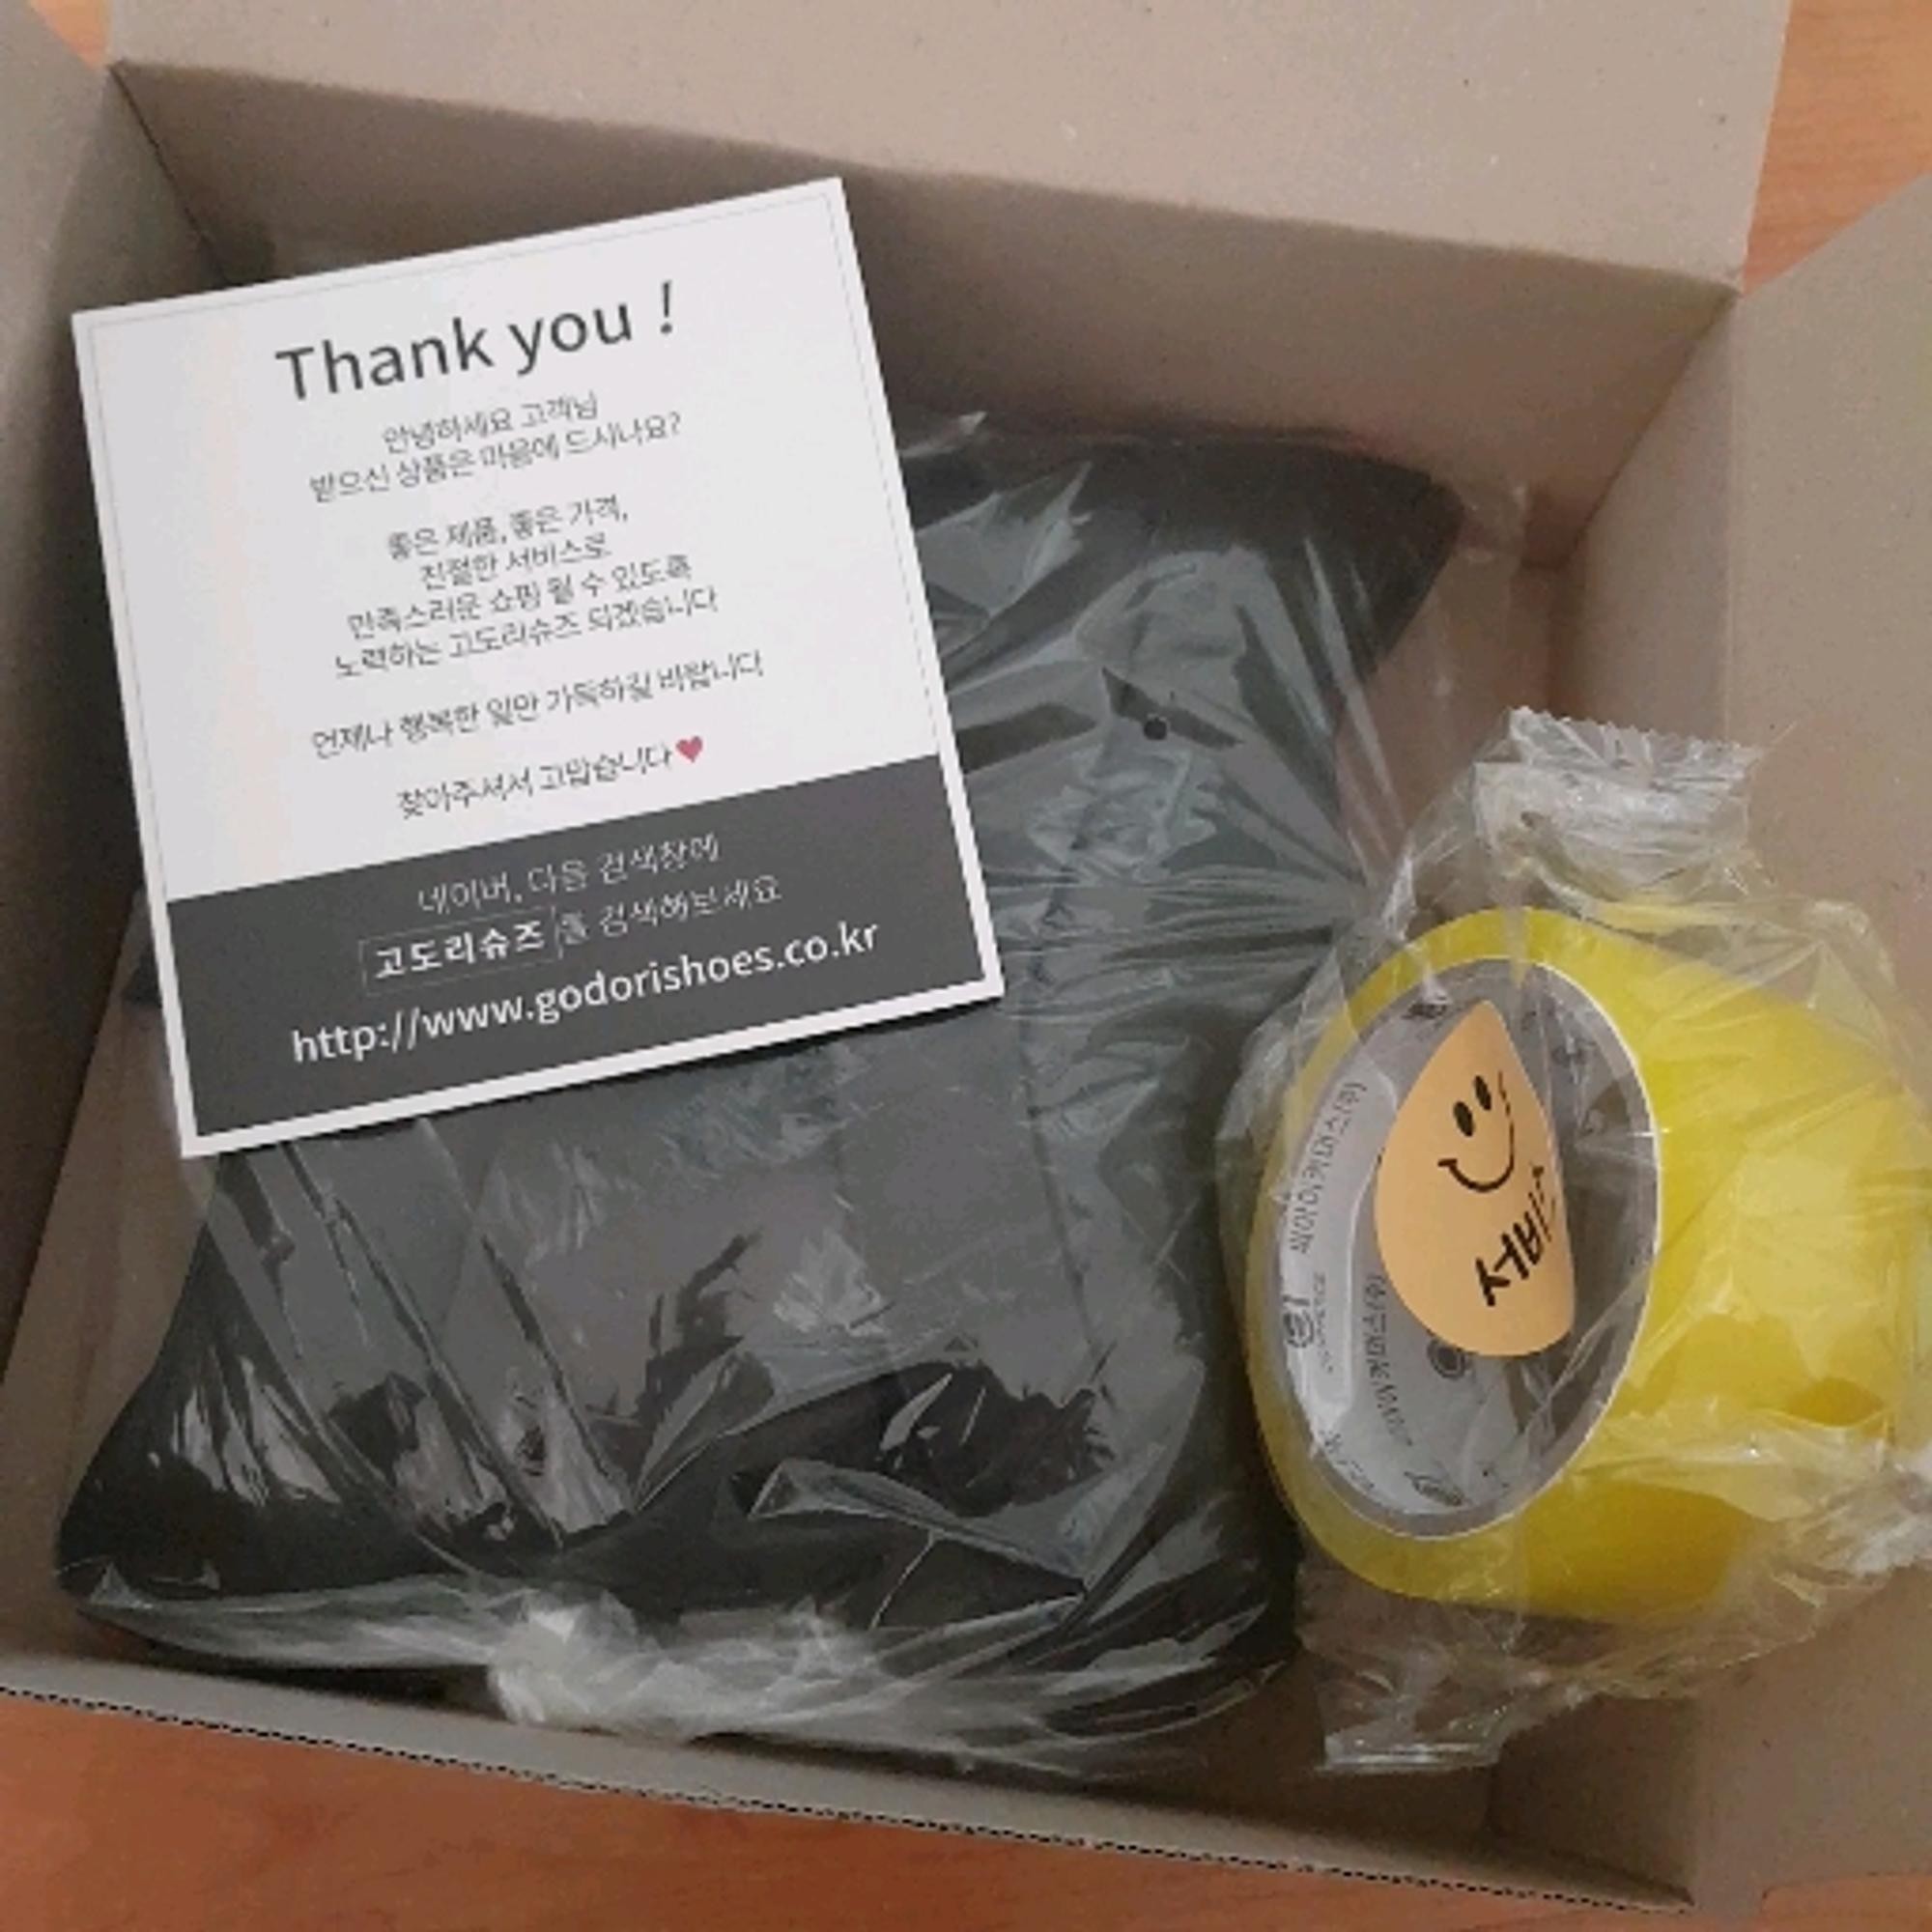 Thank you !
안녕하세요 고객님
받으신 상품은 마음에 드시나요?
좋은 제품, 좋은 가격,
친절한 서비스로
만족스러운 쇼핑 될 수 있도록
노력하는 고도리슈즈 되겠습니다
언제나 행복한 일만 가득하길 바랍니다
찾아주셔서 고맙습니다♥
네이버, 다음 검색창에
고도리슈즈 를 검색해보세요
http://www.godorishoes.co.kr
서비스